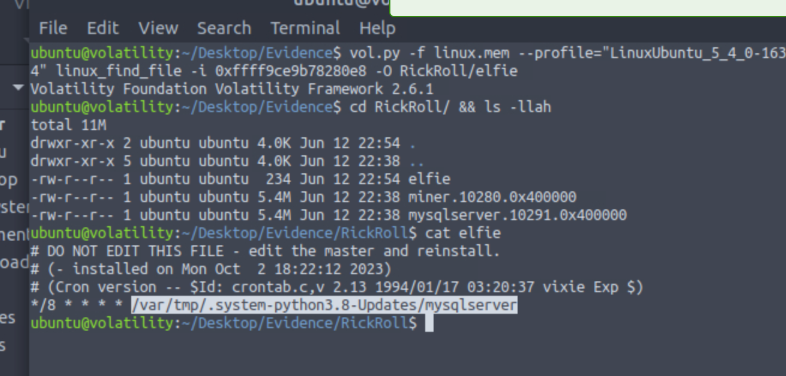 ubuntu@vo
File Edit View Search Terminal Help
ubuntu@volatility:~/Desktop/Evidence$ vol.py -f linux.mem --profile="LinuxUbuntu_5_4_0-163
4" linux_find_file -i 0xffff9ce9b78280e8 -O RickRoll/elfie
Volatility Foundation Volatility Framework 2.6.1
ubuntu@volatility:~/Desktop/Evidence$ cd RickRoll/ && ls -llah
total 11M
drwxr-xr-x 2 ubuntu ubuntu 4.0K Jun 12 22:54 .
drwxr-xr-x 5 ubuntu ubuntu 4.0K Jun 12 22:38 ..
-rw-r--r-- 1 ubuntu ubuntu  234 Jun 12 22:54 elfie
-rw-r--r-- 1 ubuntu ubuntu 5.4M Jun 12 22:38 miner.10280.0x400000
-rw-r--r-- 1 ubuntu ubuntu 5.4M Jun 12 22:38 mysqlserver.10291.0x400000
ubuntu@volatility:~/Desktop/Evidence/RickRoll$ cat elfie
# DO NOT EDIT THIS FILE - edit the master and reinstall.
# (- installed on Mon Oct  2 18:22:12 2023)
# (Cron version -- $Id: crontab.c,v 2.13 1994/01/17 03:20:37 vixie Exp $)
*/8 * * * * /var/tmp/.system-python3.8-Updates/mysqlserver
ubuntu@volatility:~/Desktop/Evidence/RickRoll$